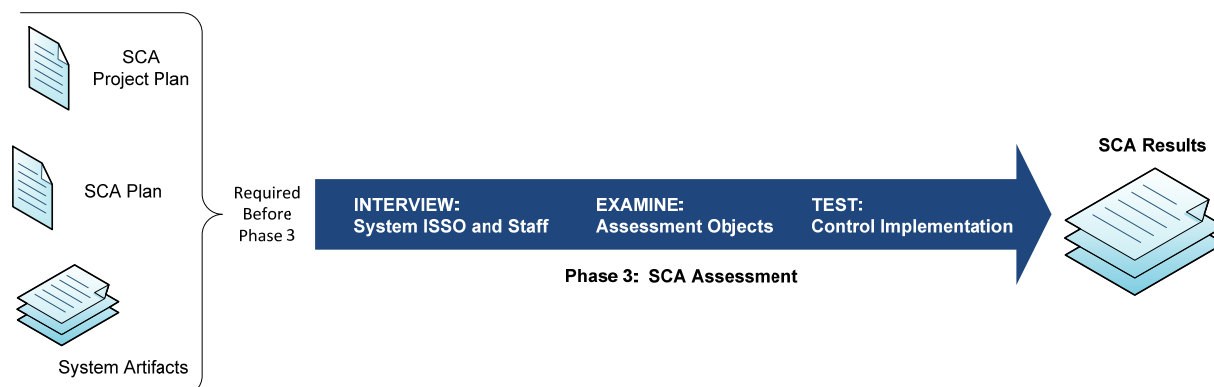 SCA
Project Plan
SCA Plan
System Artifacts
Required
Before
Phase 3
INTERVIEW:
System ISSO and Staff
EXAMINE:
Assessment Objects
TEST:
Control Implementation
Phase 3:  SCA Assessment
SCA Results